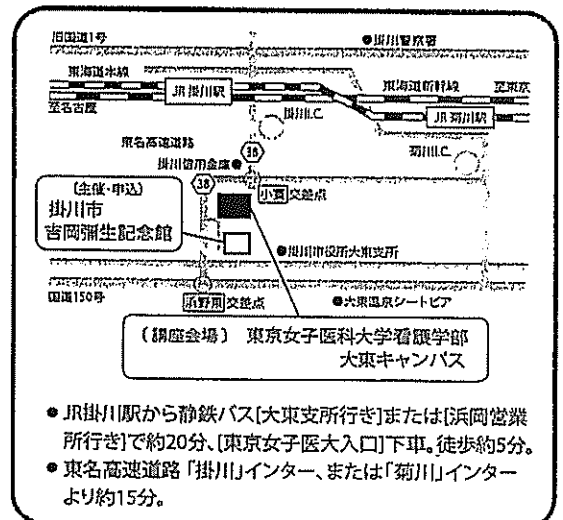 旧国道1号
●掛川警察署
東海道本線
東海道新幹線
至東京
JR 掛川駅
至名古屋
掛川I.C.
JR 菊川駅
東名高速道路
菊川I.C.
掛川信用金庫●
38
38
小貫 交差点
(主催・申込)
掛川市
吉岡彌生記念館
●掛川市役所大東支所
国道150号
浜野東 交差点
●大東温泉シートピア
(講座会場) 東京女子医科大学看護学部
大東キャンパス
●JR掛川駅から静鉄バス[大東支所行き]または[浜岡営業
所行き]で約20分、[東京女子医大入口]下車。徒歩約5分。
●東名高速道路「掛川」インター、または「菊川」インター
より約15分。